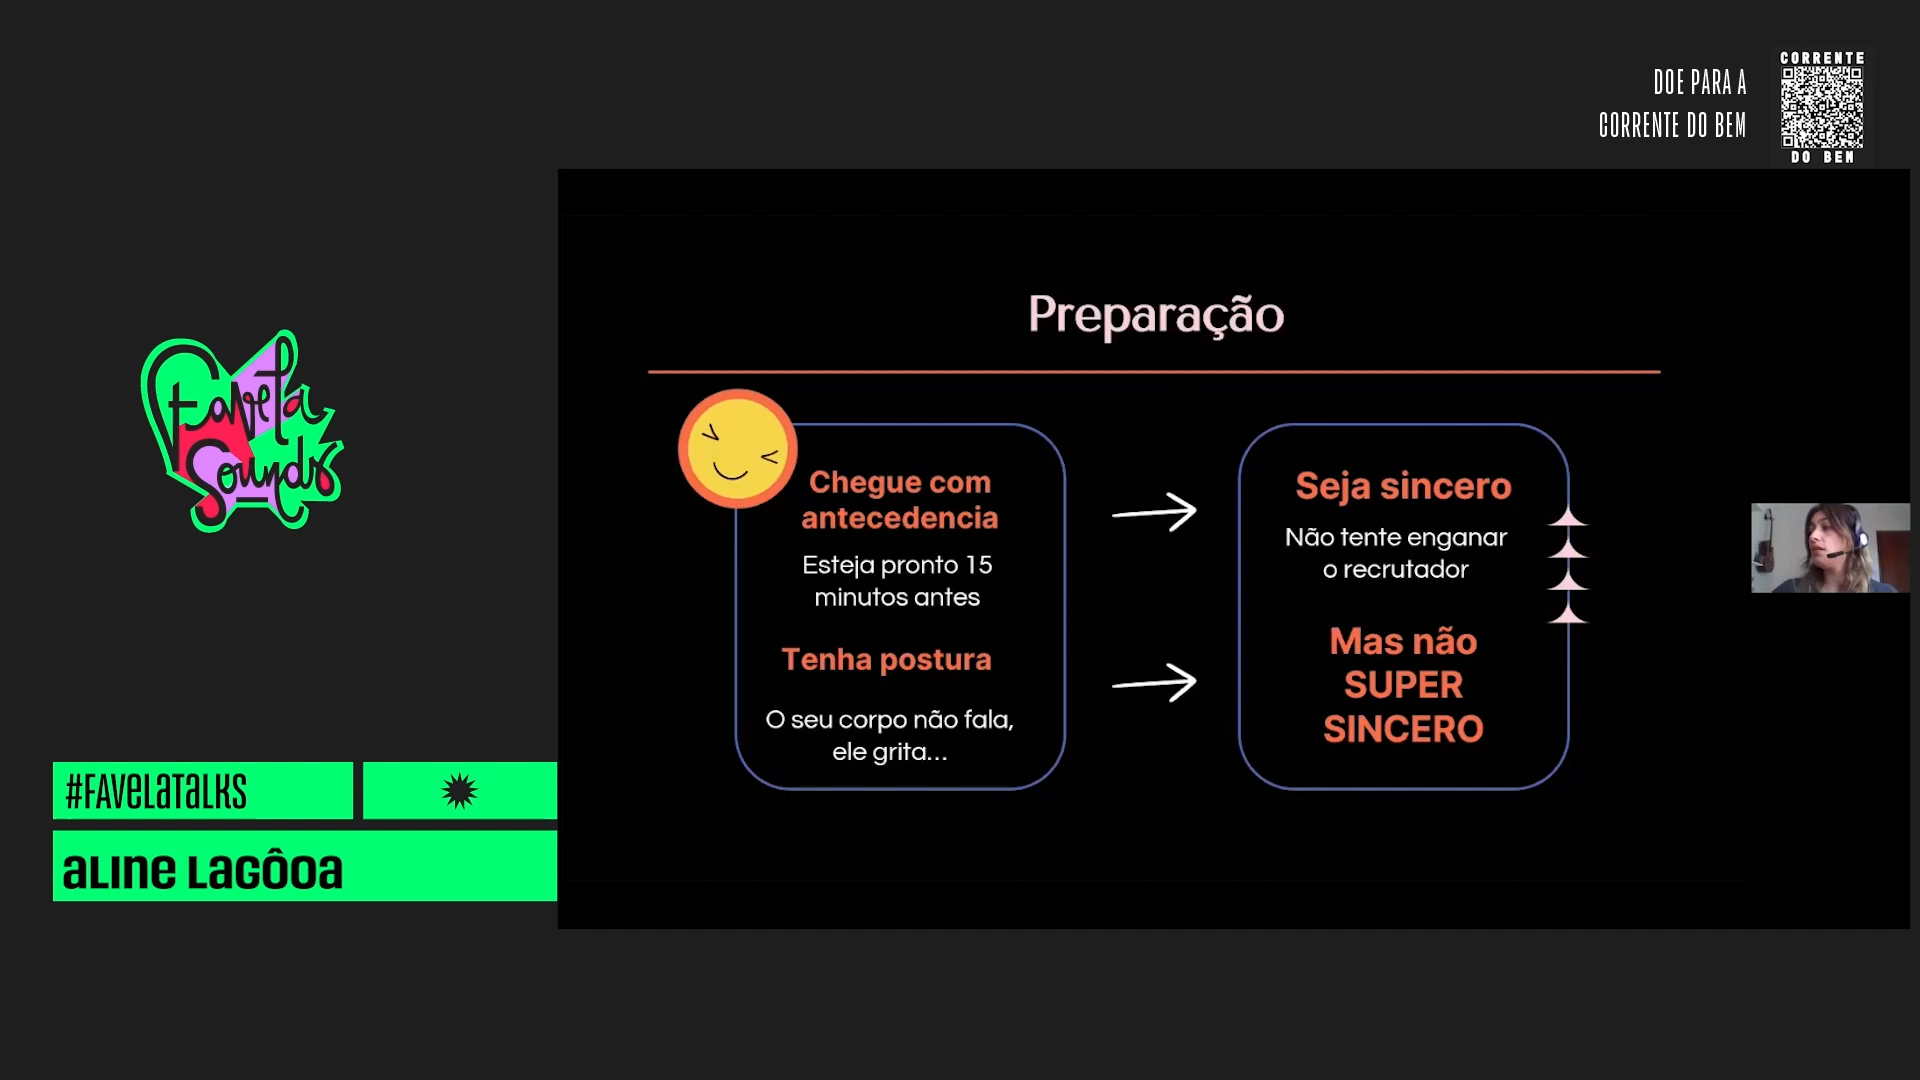 DOE PARA A
CORRENTE DO BEM
CORRENTE
DO BEM
Favela
Sounds
Preparação
Chegue com
antecedencia
Esteja pronto 15
minutos antes
Tenha postura
O seu corpo não fala,
ele grita...
Seja sincero
Não tente enganar
o recrutador
Mas não
SUPER
SINCERO
#FAVELATALKS
ALINE LAGÔOA